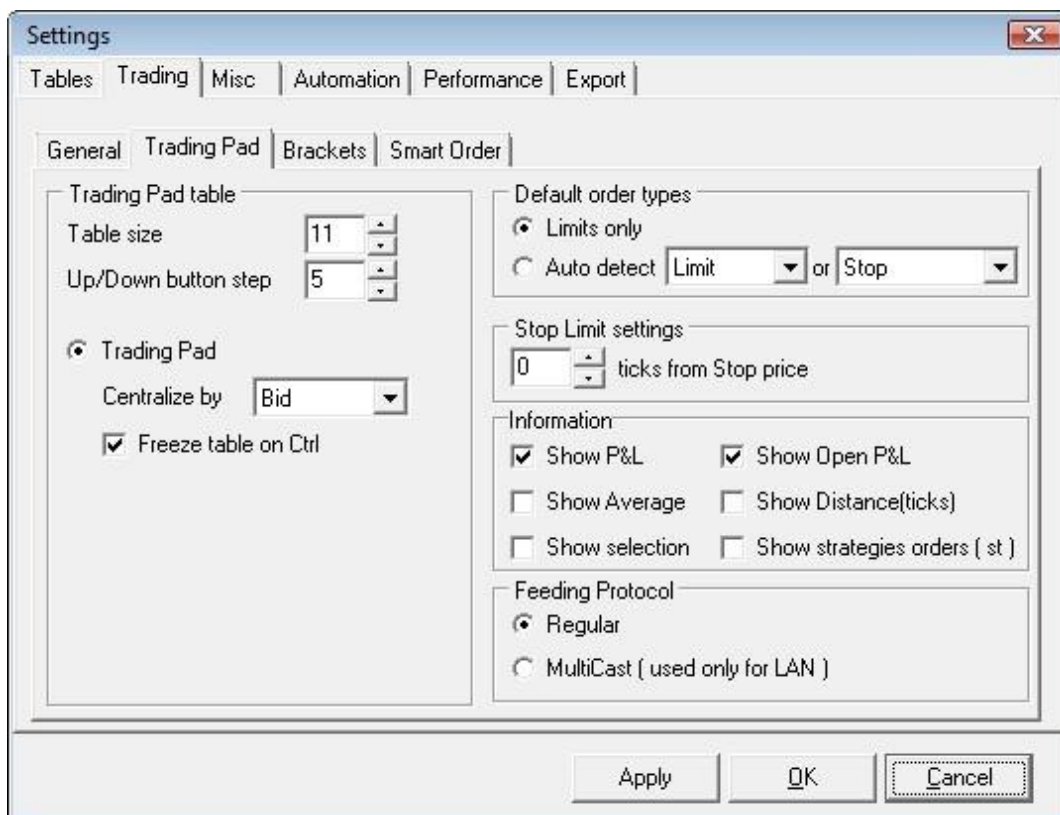 Settings
Tables Trading Misc Automation Performance Export
General Trading Pad Brackets Smart Order
Trading Pad table
Table size 11
Up/Down button step 5
Trading Pad
Centralize by Bid
Freeze table on Ctrl
Default order types
Limits only
Auto detect Limit or Stop
Stop Limit settings
0 ticks from Stop price
Information
Show P&L Show Open P&L
Show Average Show Distance(ticks)
Show selection Show strategies orders ( st )
Feeding Protocol
Regular
MultiCast ( used only for LAN )
Apply OK Cancel